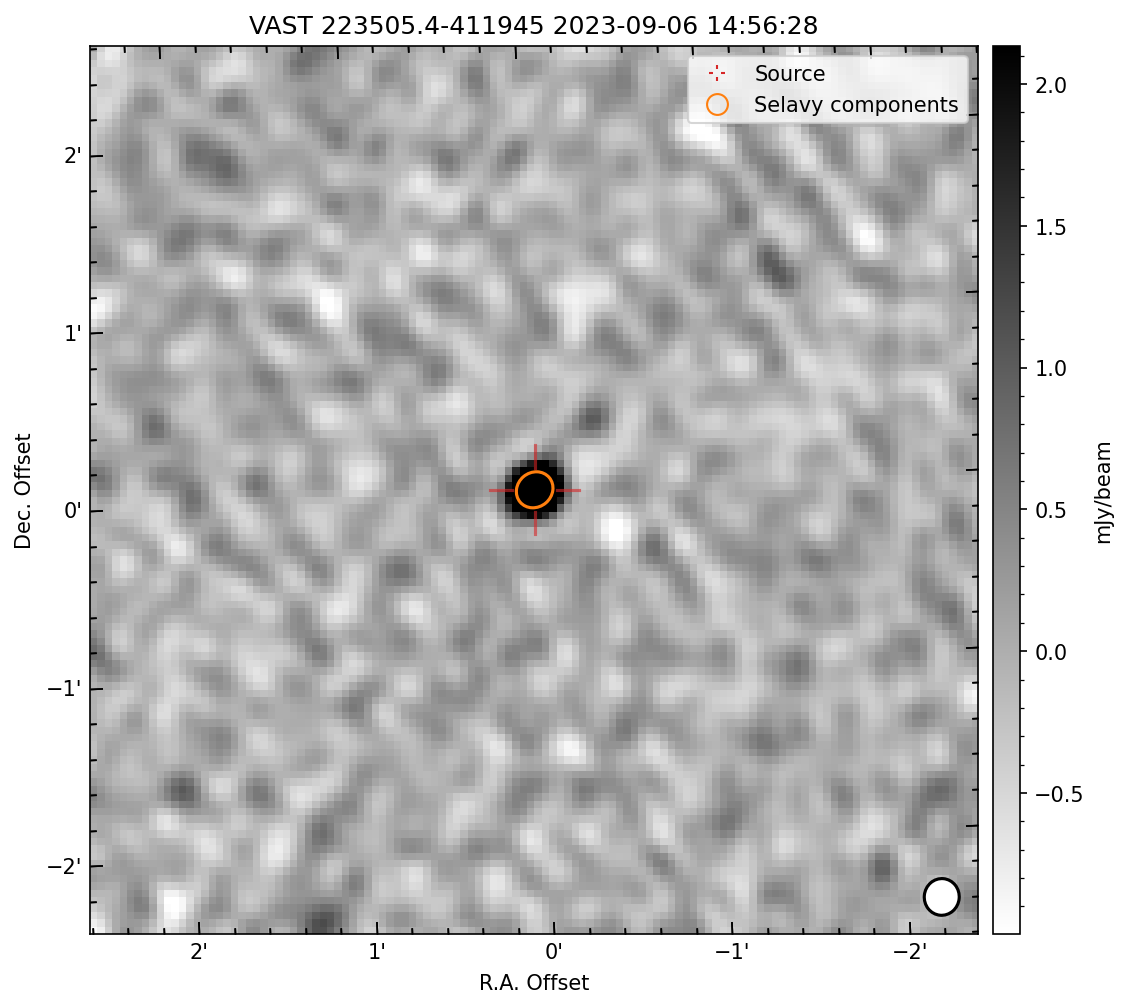 VAST 223505.4-411945 2023-09-06 14:56:28
Source
Selavy components
2'
1'
0'
−1'
−2'
Dec. Offset
2'
1'
0'
−1'
−2'
R.A. Offset
2.0
1.5
1.0
0.5
0.0
−0.5
mJy/beam